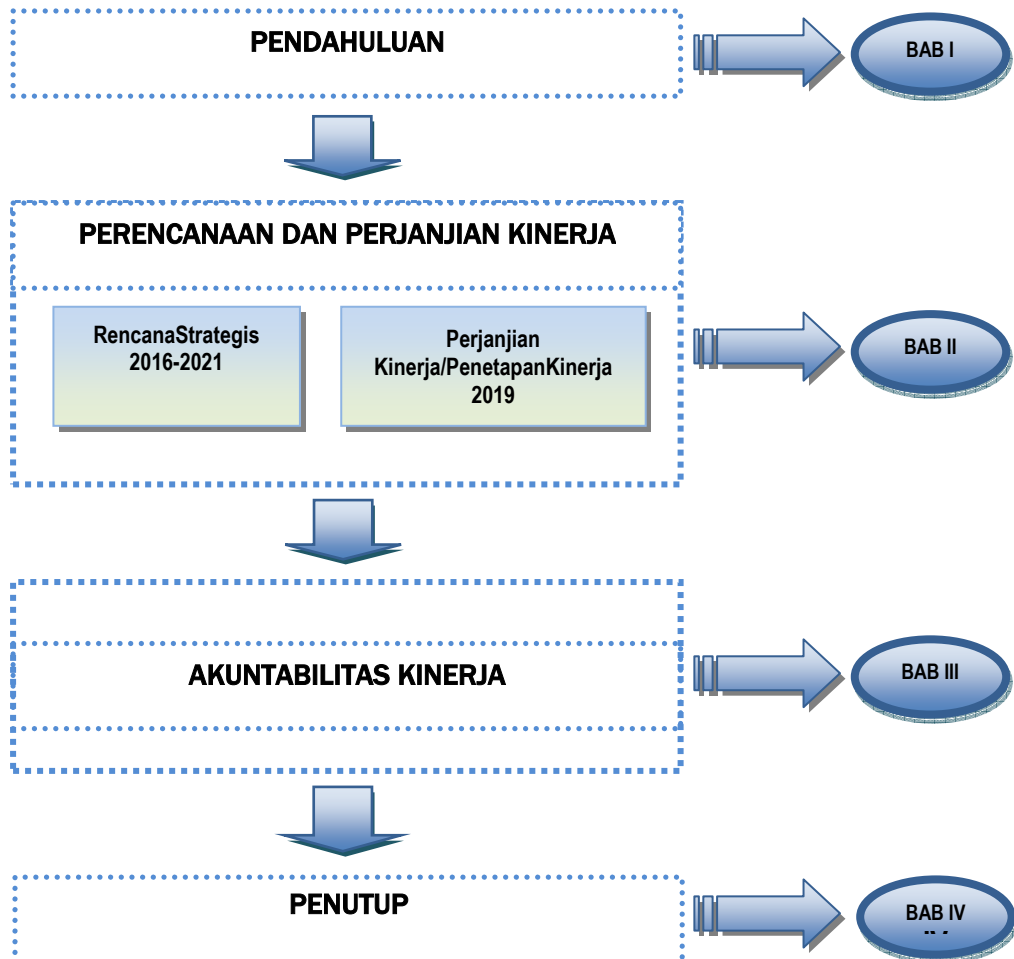 PENDAHULUAN
BAB I
PERENCANAAN DAN PERJANJIAN KINERJA
RencanaStrategis
2016-2021
Perjanjian
Kinerja/PenetapanKinerja
2019
BAB II
AKUNTABILITAS KINERJA
BAB III
PENUTUP
BAB IV